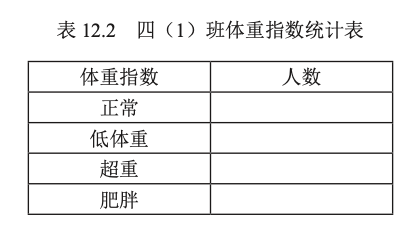 表 12.2 四（1）班体重指数统计表
体重指数 人数
正常
低体重
超重
肥胖